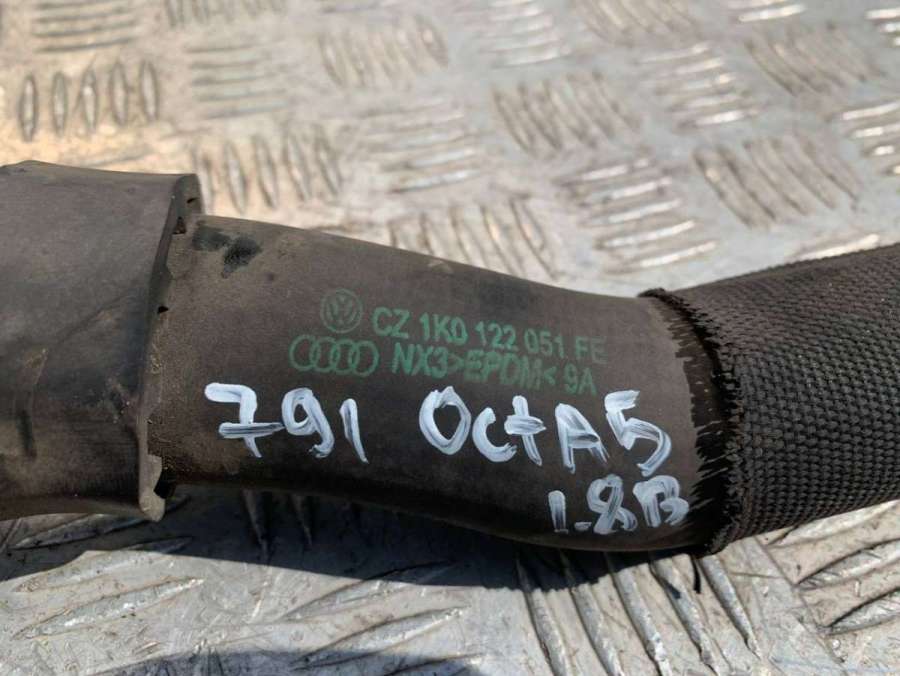 CZ 1K0 122 051 FE
NX3>EPDM< 9A
791 OctA5
1.8B